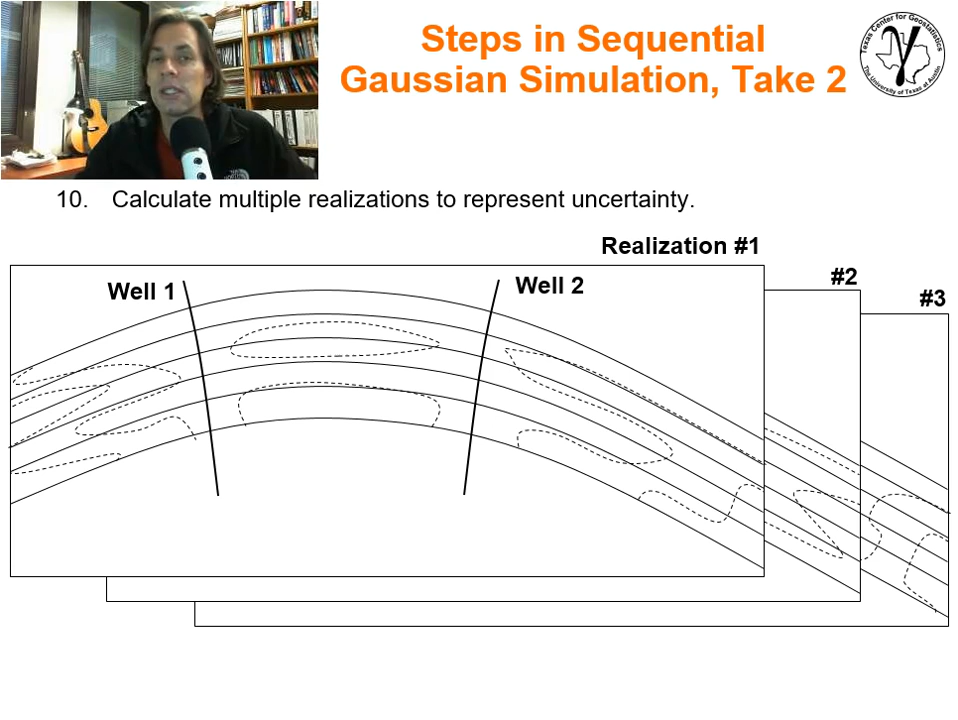 Steps in Sequential
Gaussian Simulation, Take 2
Texas Center for Geostatistics
The University of Texas at Austin
10. Calculate multiple realizations to represent uncertainty.
Realization #1
#2
#3
Well 1
Well 2